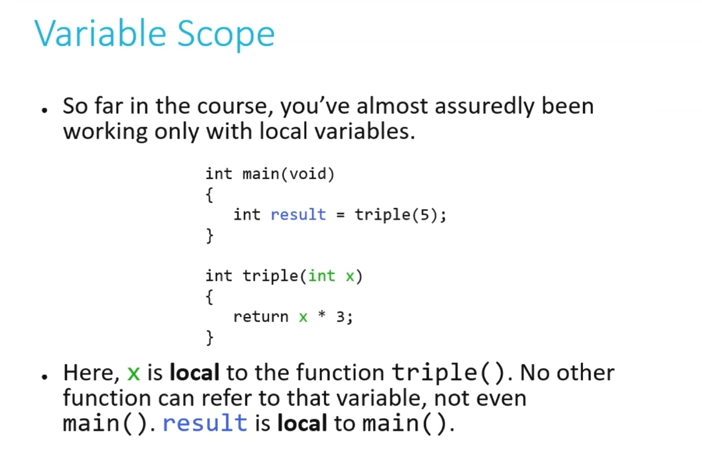 Variable Scope
• So far in the course, you’ve almost assuredly been
working only with local variables.
int main(void)
{
    int result = triple(5);
}
int triple(int x)
{
    return x * 3;
}
• Here, x is local to the function triple(). No other
function can refer to that variable, not even
main(). result is local to main().